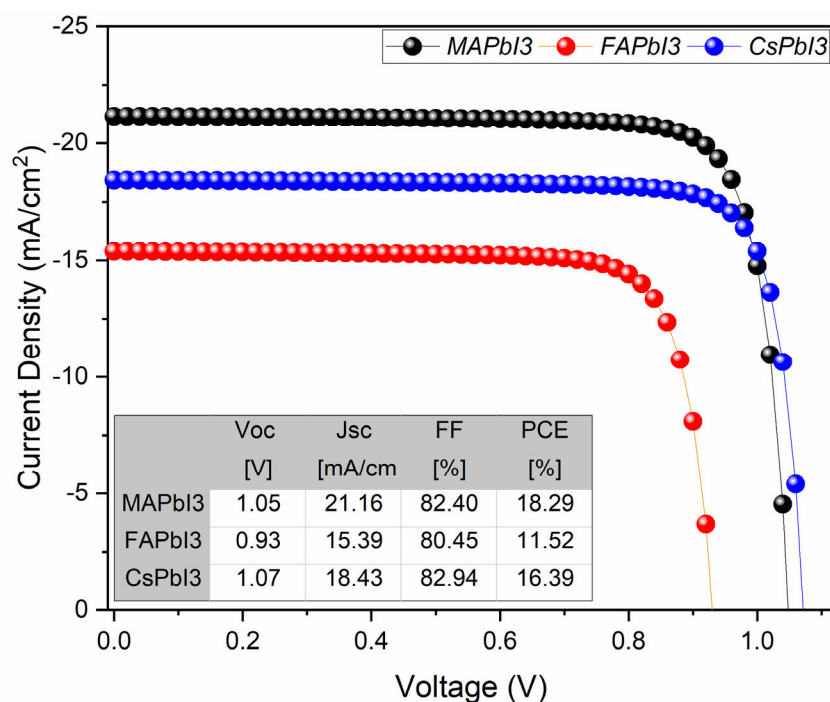 -25
MAPbI3 FAPbI3 CsPbI3
-20
-15
-10
-5
0
Current Density (mA/cm²)
Voc Jsc FF PCE
[V] [mA/cm [%] [%]
MAPbI3 1.05 21.16 82.40 18.29
FAPbI3 0.93 15.39 80.45 11.52
CsPbI3 1.07 18.43 82.94 16.39
0.0 0.2 0.4 0.6 0.8 1.0
Voltage (V)